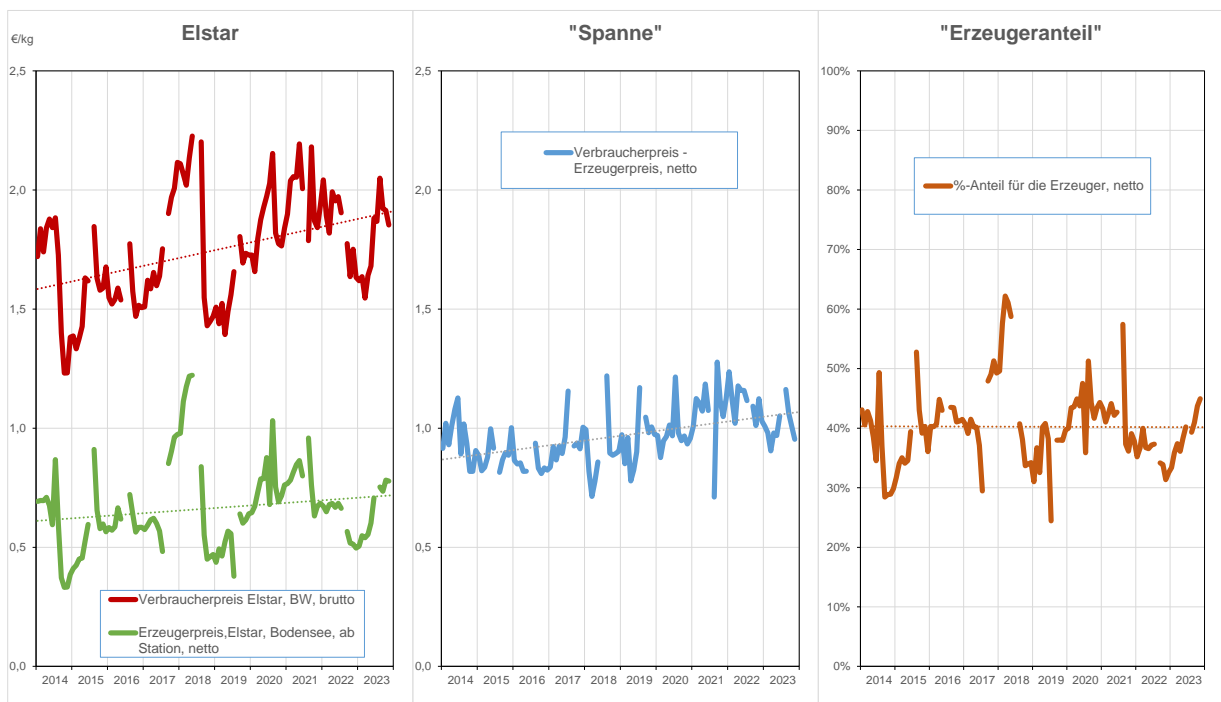 Elstar
€/kg
2,5
2,0
1,5
1,0
0,5
0,0
Verbraucherpreis Elstar, BW, brutto
Erzeugerpreis,Elstar, Bodensee, ab
Station, netto
2014 2015 2016 2017 2018 2019 2020 2021 2022 2023
"Spanne"
2,5
2,0
1,5
1,0
0,5
0,0
Verbraucherpreis -
Erzeugerpreis, netto
2014 2015 2016 2017 2018 2019 2020 2021 2022 2023
"Erzeugeranteil"
100%
90%
80%
70%
60%
50%
40%
30%
20%
10%
0%
%-Anteil für die Erzeuger, netto
2014 2015 2016 2017 2018 2019 2020 2021 2022 2023